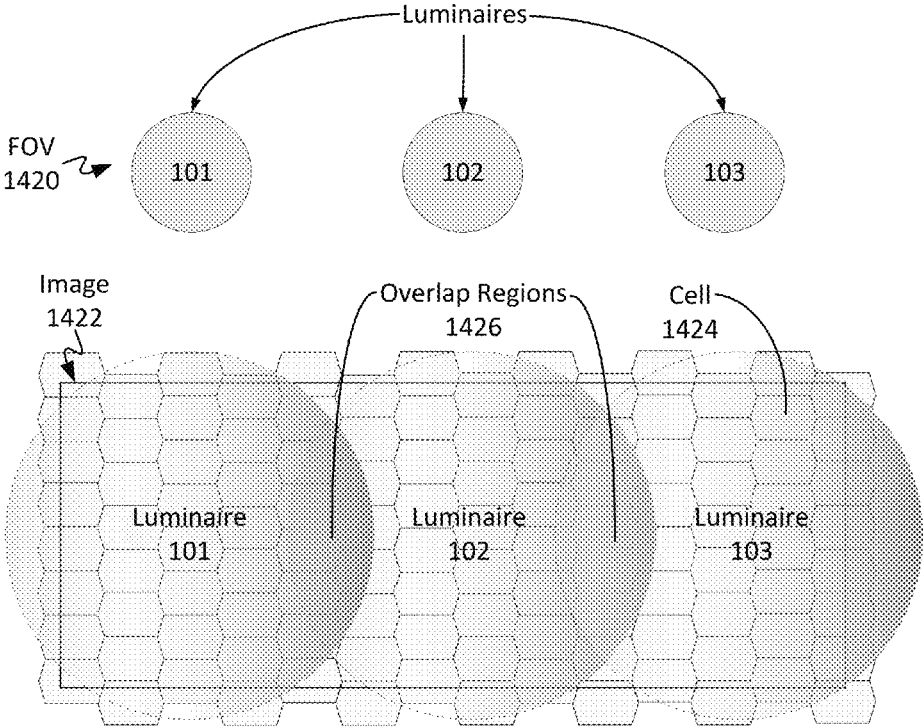 Luminaires
FOV
1420
101
102
103
Image
1422
Overlap Regions
1426
Cell
1424
Luminaire
101
Luminaire
102
Luminaire
103